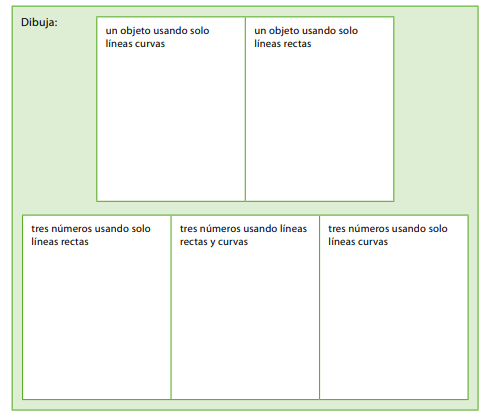 Dibuja:
un objeto usando solo
líneas curvas
un objeto usando solo
líneas rectas
tres números usando solo
líneas rectas
tres números usando líneas
rectas y curvas
tres números usando solo
líneas curvas